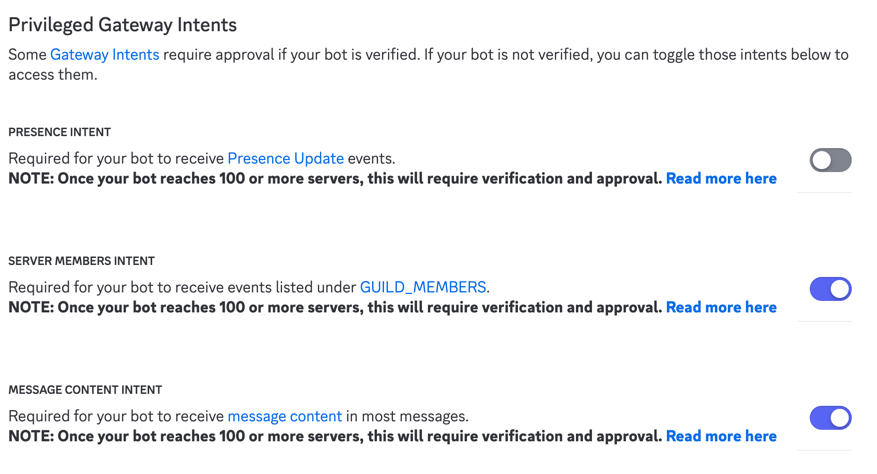 Privileged Gateway Intents
Some Gateway Intents require approval if your bot is verified. If your bot is not verified, you can toggle those intents below to
access them.
PRESENCE INTENT
Required for your bot to receive Presence Update events.
NOTE: Once your bot reaches 100 or more servers, this will require verification and approval. Read more here
SERVER MEMBERS INTENT
Required for your bot to receive events listed under GUILD_MEMBERS.
NOTE: Once your bot reaches 100 or more servers, this will require verification and approval. Read more here
MESSAGE CONTENT INTENT
Required for your bot to receive message content in most messages.
NOTE: Once your bot reaches 100 or more servers, this will require verification and approval. Read more here